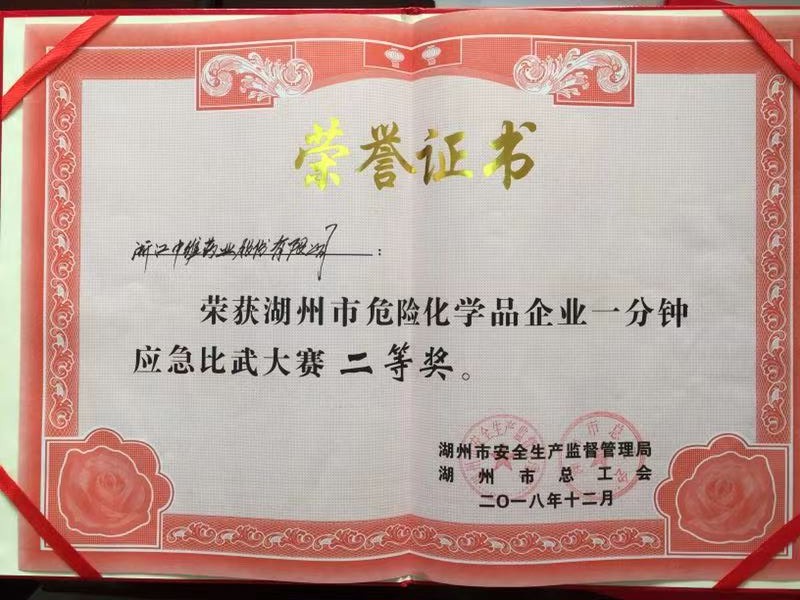 荣誉证书
浙江中维药业股份有限公司：
荣获湖州市危险化学品企业一分钟
应急比武大赛 二等奖。
湖州市安全生产监督管理局
湖州市总工会
二〇一八年十二月